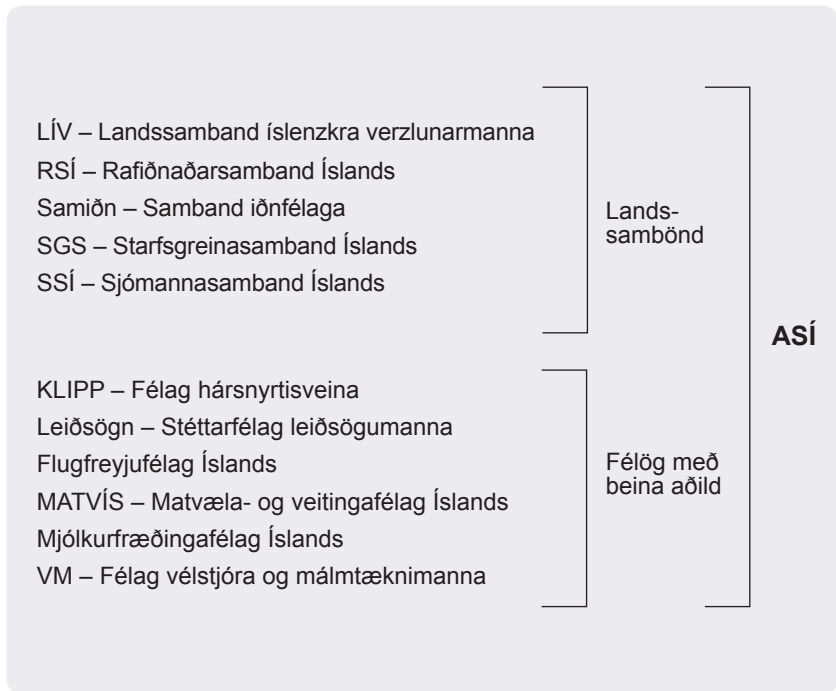 LÍV – Landssamband íslenzkra verzlunarmanna
RSÍ – Rafiðnaðarsamband Íslands
Samiðn – Samband iðnfélaga
SGS – Starfsgreinasamband Íslands
SSÍ – Sjómannasamband Íslands
Lands-
sambönd
KLIPP – Félag hársnyrtisveina
Leiðsögn – Stéttarfélag leiðsögumanna
Flugfreyjufélag Íslands
MATVÍS – Matvæla- og veitingafélag Íslands
Mjólkurfræðingafélag Íslands
VM – Félag vélstjóra og málmtæknimanna
Félög með
beina aðild
ASÍ